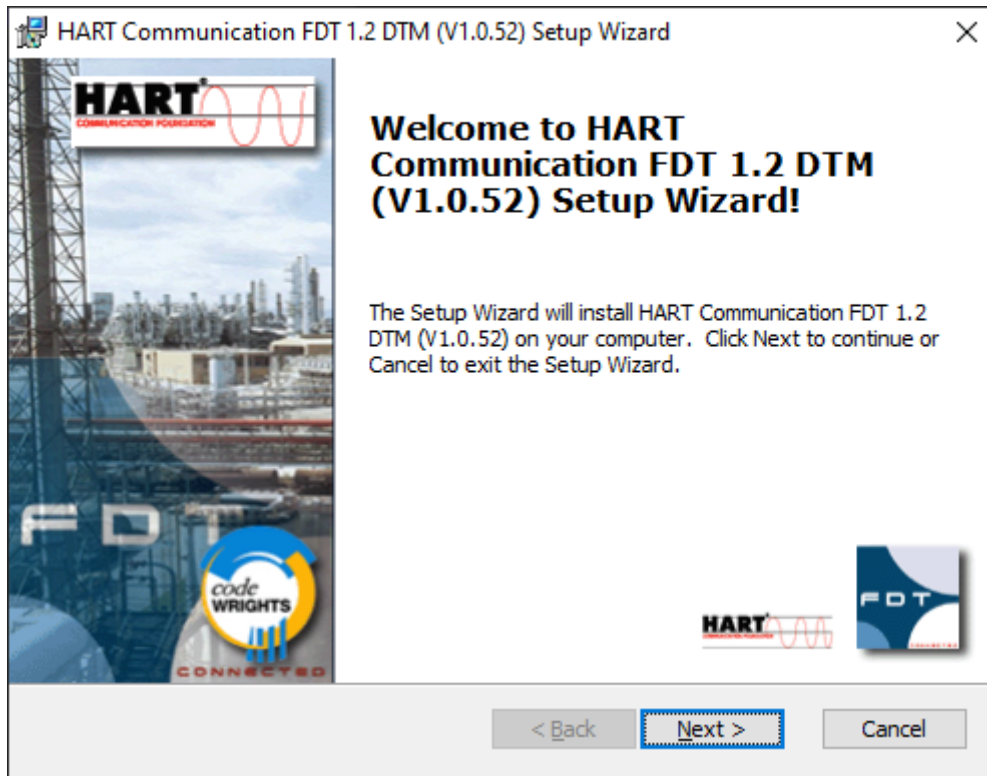 HART Communication FDT 1.2 DTM (V1.0.52) Setup Wizard
HART®
COMMUNICATION FOUNDATION
Welcome to HART
Communication FDT 1.2 DTM
(V1.0.52) Setup Wizard!
The Setup Wizard will install HART Communication FDT 1.2
DTM (V1.0.52) on your computer. Click Next to continue or
Cancel to exit the Setup Wizard.
FDT
code
WRIGHTS
CONNECTED
HART®
FDT
< Back
Next >
Cancel